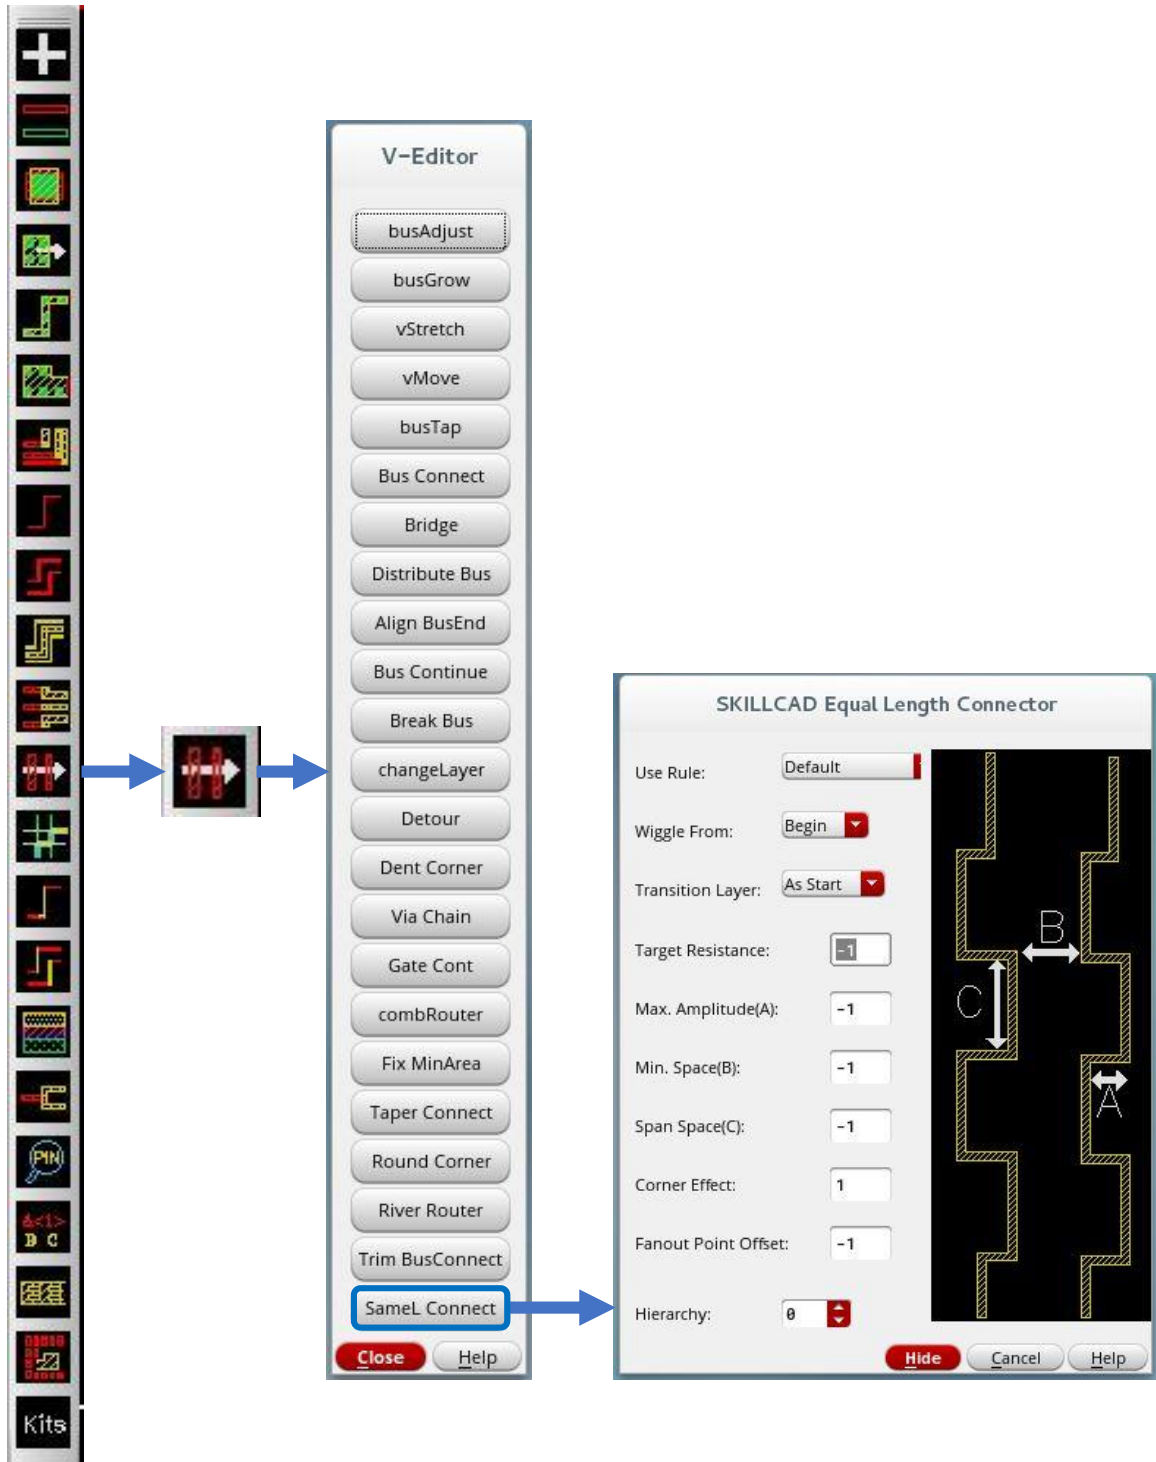 PIN
&<1>
B C
Kits
V-Editor
busAdjust
busGrow
vStretch
vMove
busTap
Bus Connect
Bridge
Distribute Bus
Align BusEnd
Bus Continue
Break Bus
changeLayer
Detour
Dent Corner
Via Chain
Gate Cont
combRouter
Fix MinArea
Taper Connect
Round Corner
River Router
Trim BusConnect
SameL Connect
Close Help
SKILLCAD Equal Length Connector
Use Rule: Default
Wiggle From: Begin
Transition Layer: As Start
Target Resistance: -1
Max. Amplitude(A): -1
Min. Space(B): -1
Span Space(C): -1
Corner Effect: 1
Fanout Point Offset: -1
Hierarchy: 0
B
C
A
Hide Cancel Help